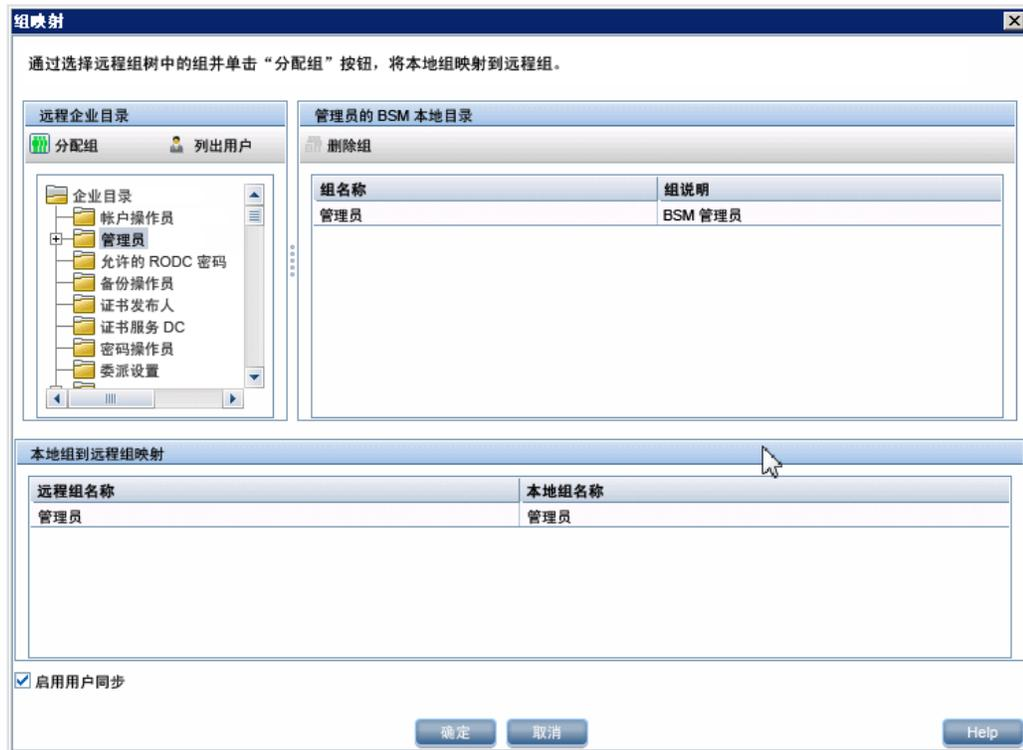 组映射
通过选择远程组树中的组并单击“分配组”按钮，将本地组映射到远程组。
远程企业目录
分配组 列出用户
企业目录
帐户操作员
管理员
允许的 RODC 密码
备份操作员
证书发布人
证书服务 DC
密码操作员
委派设置
管理员的 BSM 本地目录
删除组
组名称 组说明
管理员 BSM 管理员
本地组到远程组映射
远程组名称 本地组名称
管理员 管理员
启用用户同步
确定 取消 Help